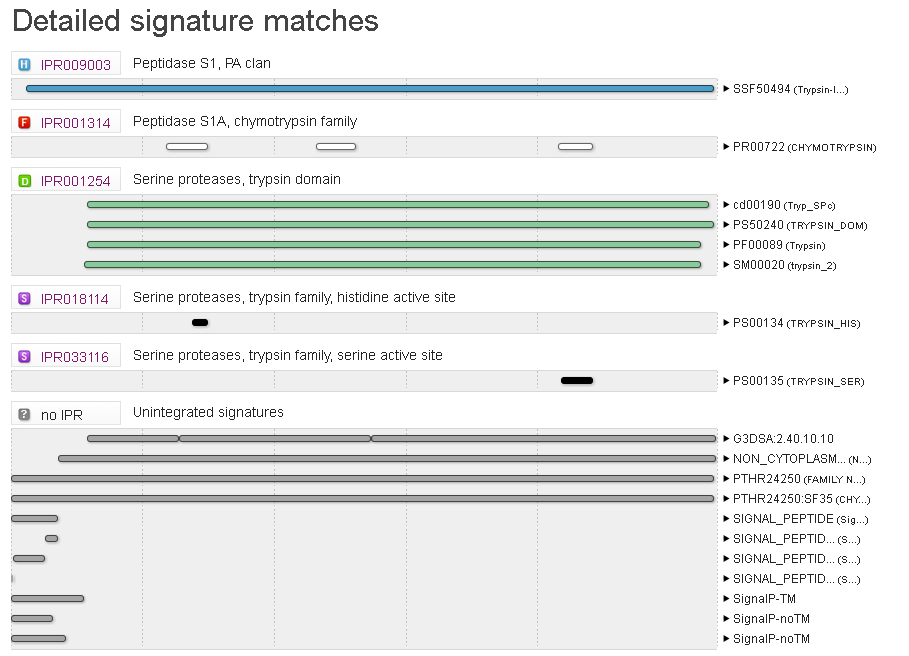 Detailed signature matches
H IPR009003 Peptidase S1, PA clan
SSF50494 (Trypsin-l...)
F IPR001314 Peptidase S1A, chymotrypsin family
PR00722 (CHYMOTRYPSIN)
D IPR001254 Serine proteases, trypsin domain
cd00190 (Tryp_SPc)
PS50240 (TRYPSIN_DOM)
PF00089 (Trypsin)
SM00020 (trypsin_2)
S IPR018114 Serine proteases, trypsin family, histidine active site
PS00134 (TRYPSIN_HIS)
S IPR033116 Serine proteases, trypsin family, serine active site
PS00135 (TRYPSIN_SER)
? no IPR Unintegrated signatures
G3DSA:2.40.10.10
NON_CYTOPLASM... (N...)
PTHR24250 (FAMILY N...)
PTHR24250:SF35 (CHY...)
SIGNAL_PEPTIDE (Sig...)
SIGNAL_PEPTID... (S...)
SIGNAL_PEPTID... (S...)
SIGNAL_PEPTID... (S...)
SignalP-TM
SignalP-noTM
SignalP-noTM